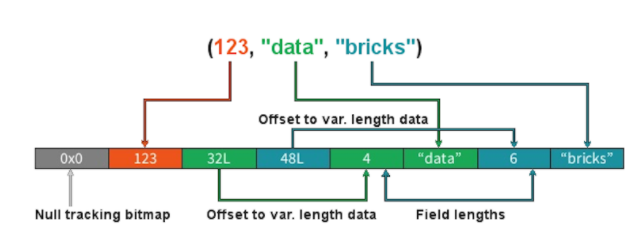 (123, "data", "bricks")
Offset to var. length data
0x0 123 32L 48L 4 “data” 6 “bricks”
Null tracking bitmap Offset to var. length data Field lengths